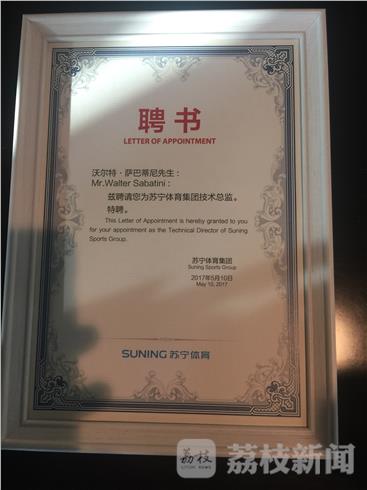 聘书
LETTER OF APPOINTMENT
沃尔特·萨巴蒂尼先生：
Mr.Walter Sabatini：
兹聘请您为苏宁体育集团技术总监。
特聘。
This Letter of Appointment is hereby granted to you
for your appointment as the Technical Director of Suning
Sports Group.
苏宁体育集团
Suning Sports Group
2017年5月10日
May 10, 2017
SUNING 苏宁体育
荔枝
LITCHI NEWS
荔枝新闻